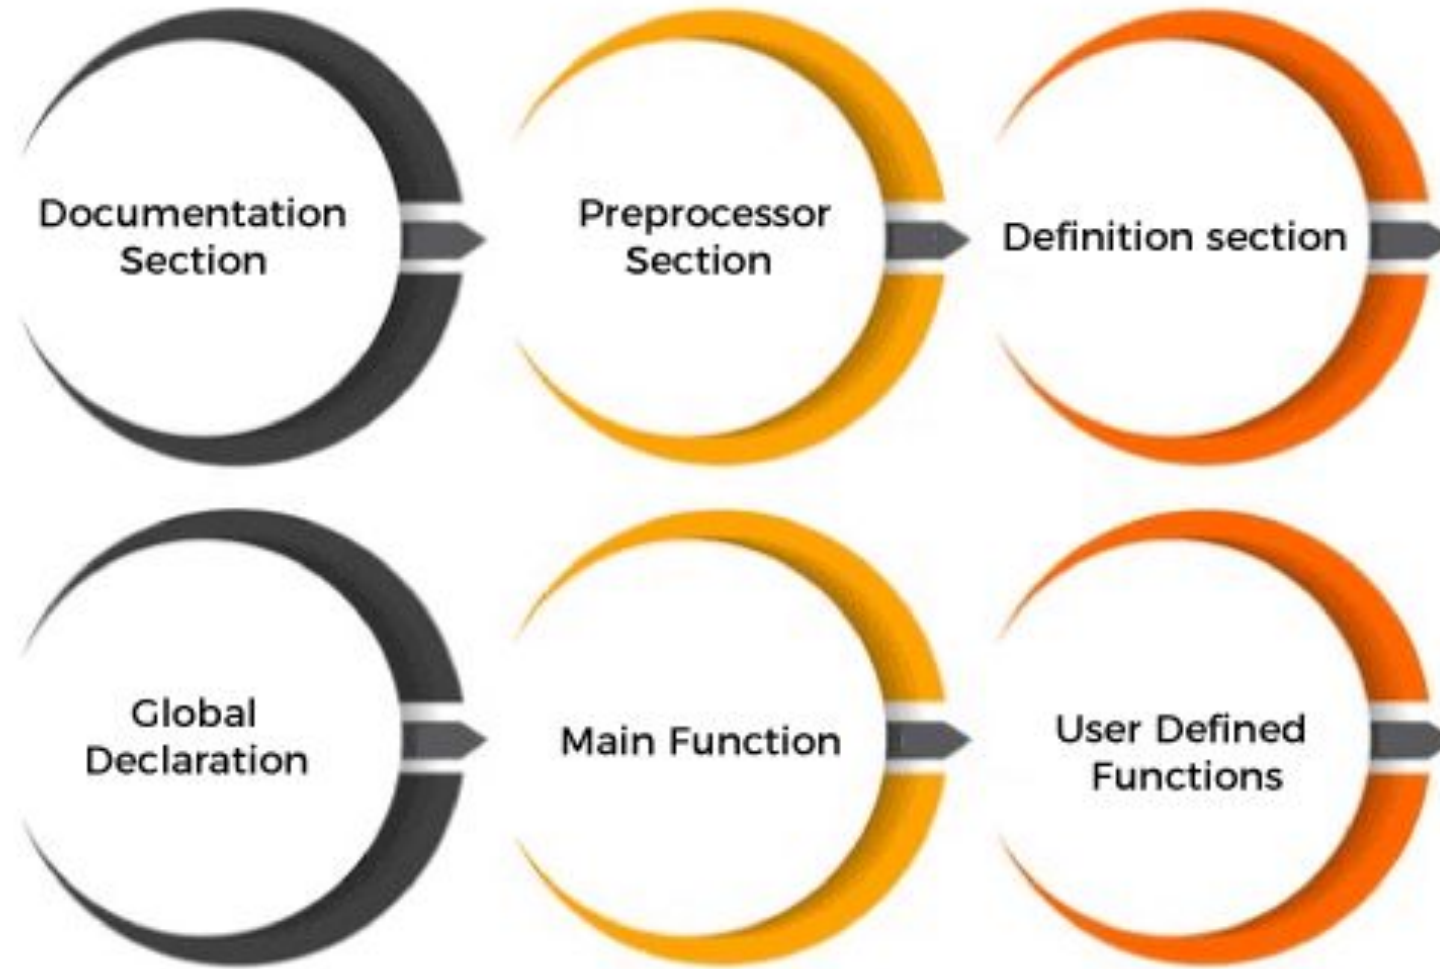 Documentation
Section
Preprocessor
Section
Definition section
Global
Declaration
Main Function
User Defined
Functions